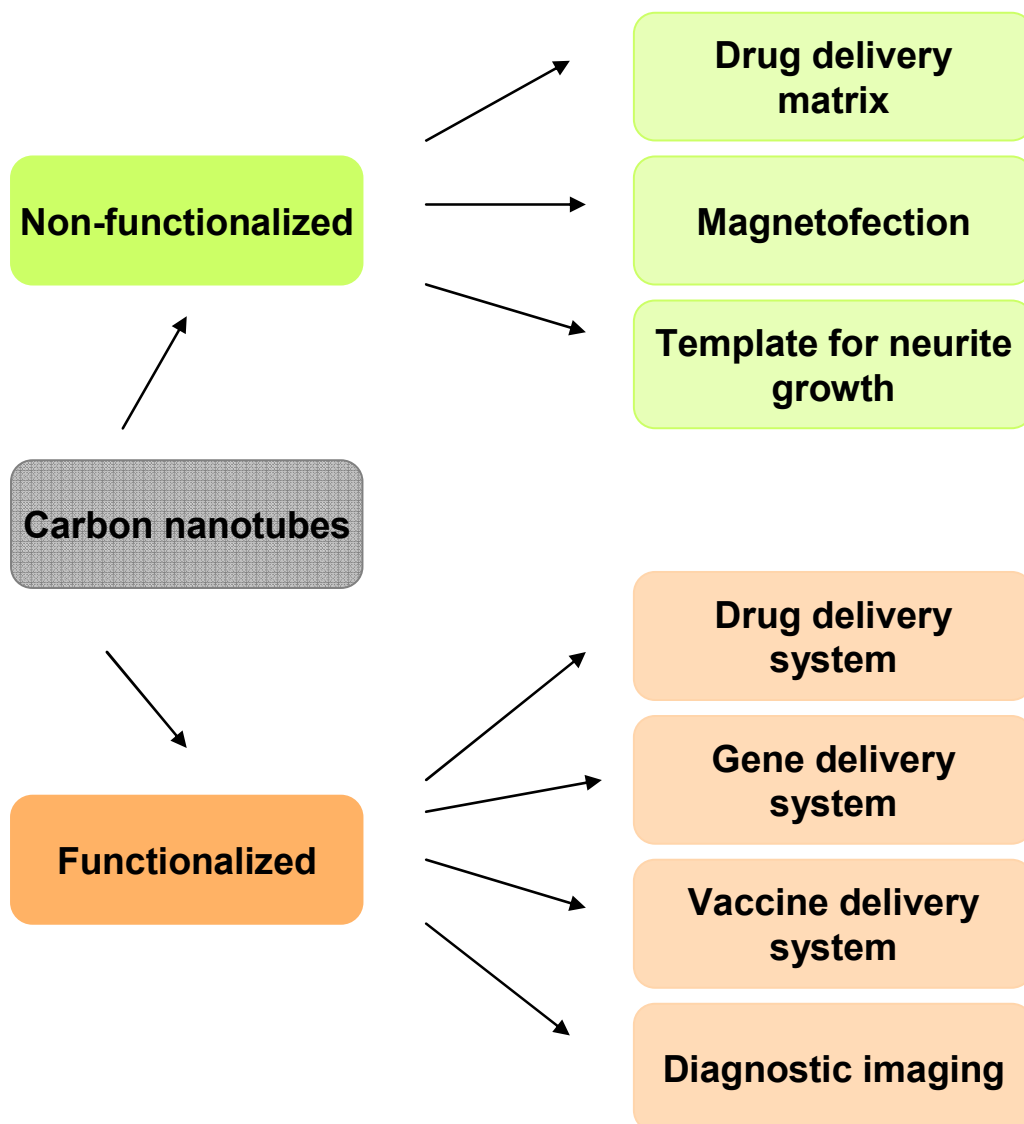 Drug delivery
matrix
Non-functionalized
Magnetofection
Template for neurite
growth
Carbon nanotubes
Drug delivery
system
Gene delivery
system
Functionalized
Vaccine delivery
system
Diagnostic imaging